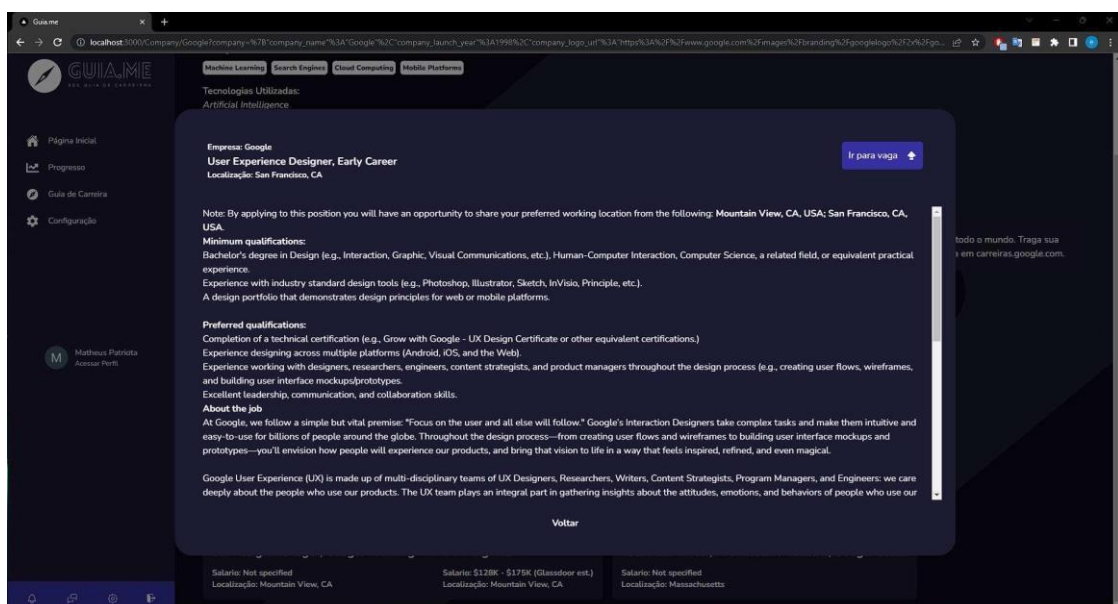 Guia.me
localhost:3000/Company/Google?company=%7B"company_name"%3A"Google"%2C"company_launch_year"%3A1998%2C"company_logo_url"%3A"https%3A%2F%2Fwww.google.com%2Fimages%2Fbranding%2Fgooglelogo%2F2x%2Fgo...
GUIA.ME
SEU GUIA DE CARREIRAS
Machine Learning Search Engines Cloud Computing Mobile Platforms
Tecnologias Utilizadas:
Artificial Intelligence
Página Inicial
Progresso
Guia de Carreira
Configuração
M
Matheus Patriota
Acessar Perfil
Empresa: Google
User Experience Designer, Early Career
Localização: San Francisco, CA
Ir para vaga
Note: By applying to this position you will have an opportunity to share your preferred working location from the following: Mountain View, CA, USA; San Francisco, CA,
USA.
Minimum qualifications:
Bachelor's degree in Design (e.g., Interaction, Graphic, Visual Communications, etc.), Human-Computer Interaction, Computer Science, a related field, or equivalent practical
experience.
Experience with industry standard design tools (e.g., Photoshop, Illustrator, Sketch, InVisio, Principle, etc.).
A design portfolio that demonstrates design principles for web or mobile platforms.
Preferred qualifications:
Completion of a technical certification (e.g., Grow with Google - UX Design Certificate or other equivalent certifications.)
Experience designing across multiple platforms (Android, iOS, and the Web).
Experience working with designers, researchers, engineers, content strategists, and product managers throughout the design process (e.g., creating user flows, wireframes,
and building user interface mockups/prototypes.
Excellent leadership, communication, and collaboration skills.
About the job
At Google, we follow a simple but vital premise: "Focus on the user and all else will follow." Google's Interaction Designers take complex tasks and make them intuitive and
easy-to-use for billions of people around the globe. Throughout the design process—from creating user flows and wireframes to building user interface mockups and
prototypes—you'll envision how people will experience our products, and bring that vision to life in a way that feels inspired, refined, and even magical.
Google User Experience (UX) is made up of multi-disciplinary teams of UX Designers, Researchers, Writers, Content Strategists, Program Managers, and Engineers: we care
deeply about the people who use our products. The UX team plays an integral part in gathering insights about the attitudes, emotions, and behaviors of people who use our
Voltar
todo o mundo. Traga sua
em carreiras.google.com.
Salario: Not specified
Localização: Mountain View, CA
Salario: $128K - $175K (Glassdoor est.)
Localização: Mountain View, CA
Salario: Not specified
Localização: Massachusetts